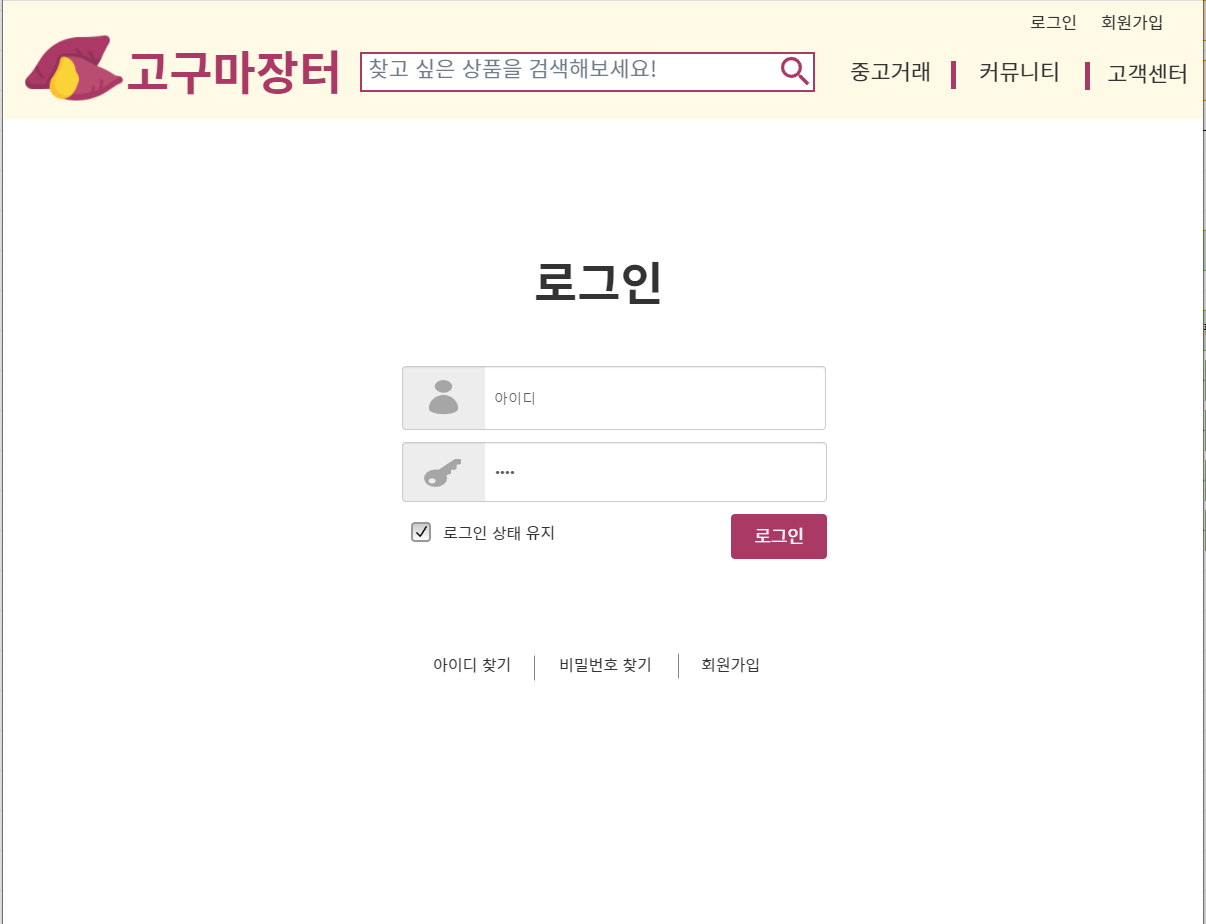 로그인 회원가입
고구마장터
찾고 싶은 상품을 검색해보세요!
중고거래 커뮤니티 고객센터
로그인
아이디
••••
로그인 상태 유지
로그인
아이디 찾기 비밀번호 찾기 회원가입